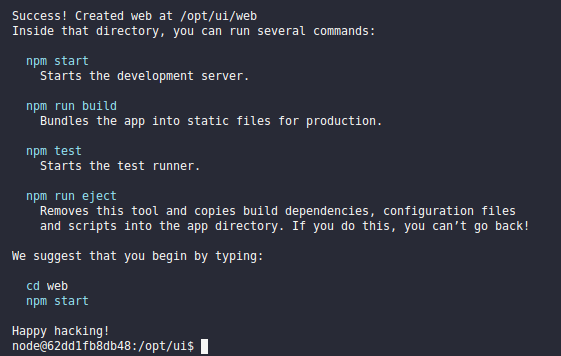 Success! Created web at /opt/ui/web
Inside that directory, you can run several commands:
npm start
Starts the development server.
npm run build
Bundles the app into static files for production.
npm test
Starts the test runner.
npm run eject
Removes this tool and copies build dependencies, configuration files
and scripts into the app directory. If you do this, you can’t go back!
We suggest that you begin by typing:
cd web
npm start
Happy hacking!
node@62dd1fb8db48:/opt/ui$